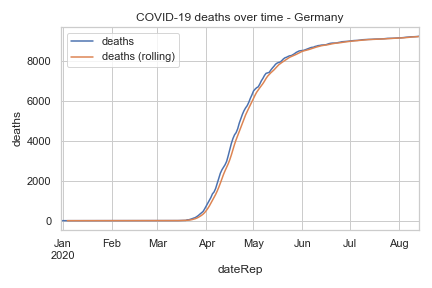 COVID-19 deaths over time - Germany
deaths
deaths (rolling)
deaths
8000
6000
4000
2000
0
Jan Feb Mar Apr May Jun Jul Aug
2020
dateRep